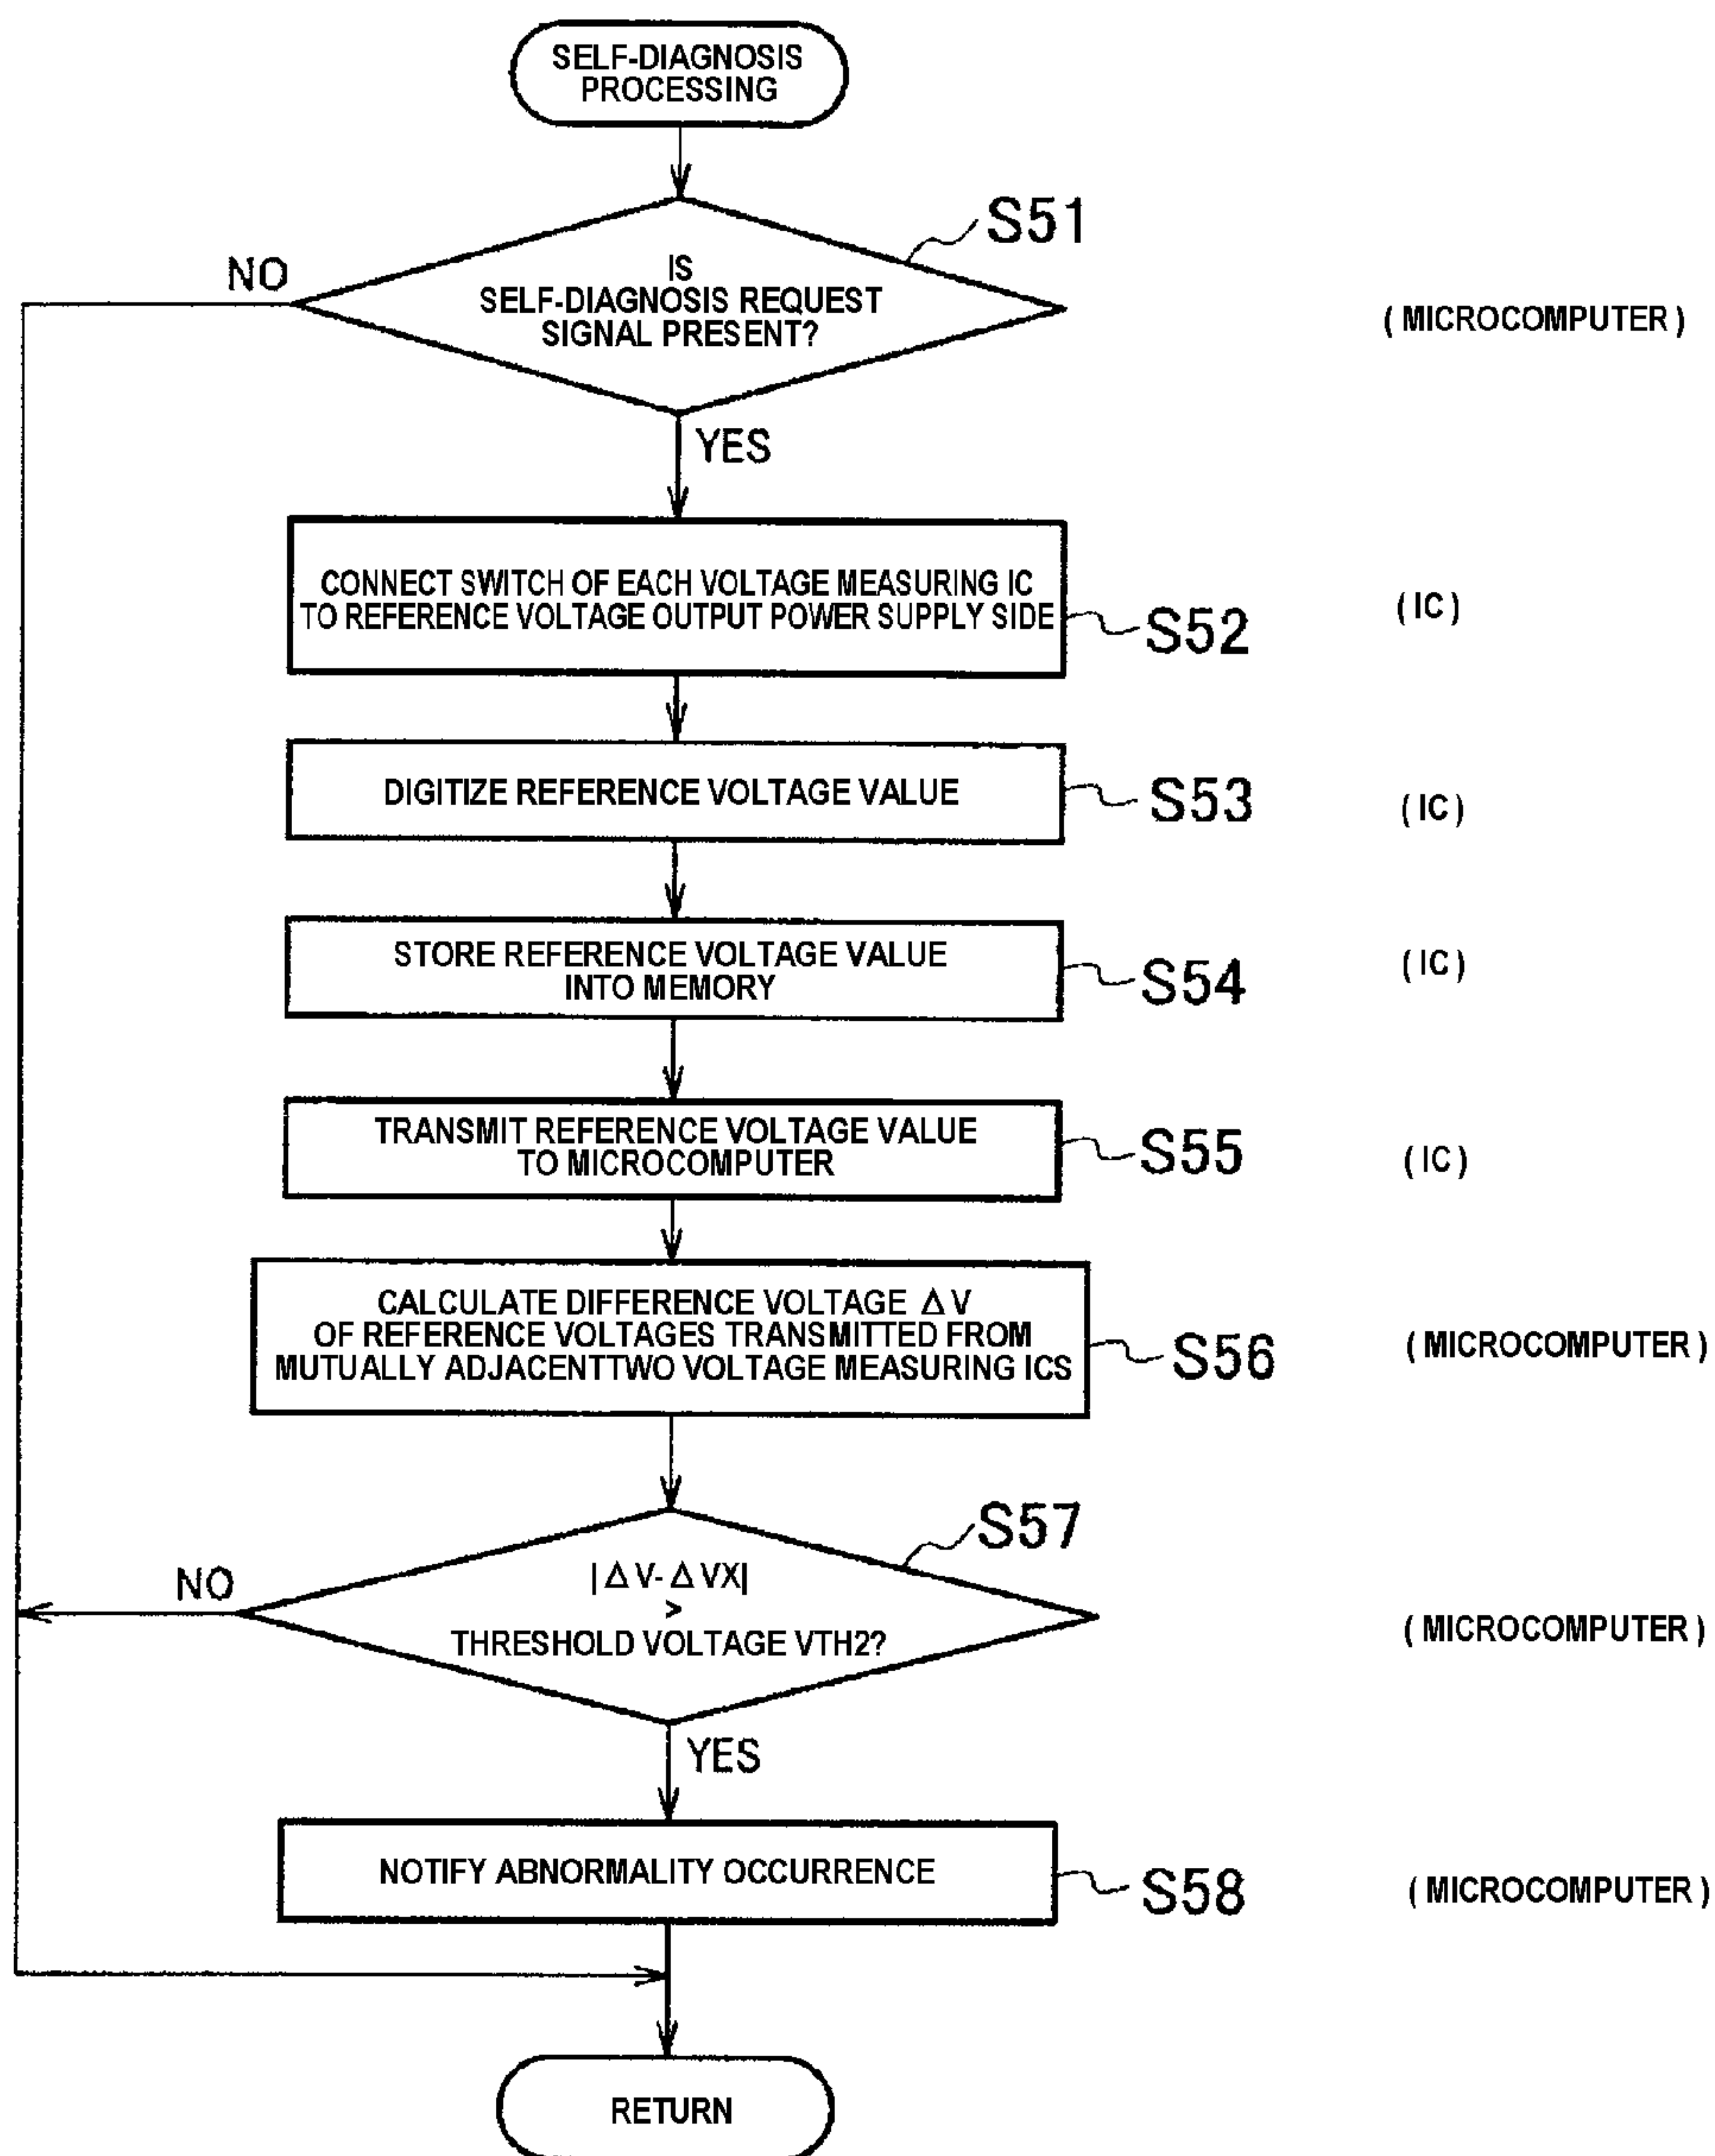 SELF-DIAGNOSIS
PROCESSING
S51
NO
IS
SELF-DIAGNOSIS REQUEST
SIGNAL PRESENT?
( MICROCOMPUTER )
YES
CONNECT SWITCH OF EACH VOLTAGE MEASURING IC
TO REFERENCE VOLTAGE OUTPUT POWER SUPPLY SIDE
S52
( IC )
DIGITIZE REFERENCE VOLTAGE VALUE
S53
( IC )
STORE REFERENCE VOLTAGE VALUE
INTO MEMORY
S54
( IC )
TRANSMIT REFERENCE VOLTAGE VALUE
TO MICROCOMPUTER
S55
( IC )
CALCULATE DIFFERENCE VOLTAGE Δ V
OF REFERENCE VOLTAGES TRANSMITTED FROM
MUTUALLY ADJACENTTWO VOLTAGE MEASURING ICS
S56
( MICROCOMPUTER )
S57
NO
| Δ V- Δ VX|
>
THRESHOLD VOLTAGE VTH2?
( MICROCOMPUTER )
YES
NOTIFY ABNORMALITY OCCURRENCE
S58
( MICROCOMPUTER )
RETURN